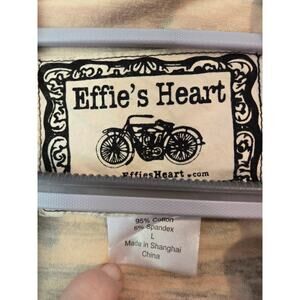 Effie's Heart
EffiesHeart.com
95% Cotton
5% Spandex
L
Made in Shanghai
China